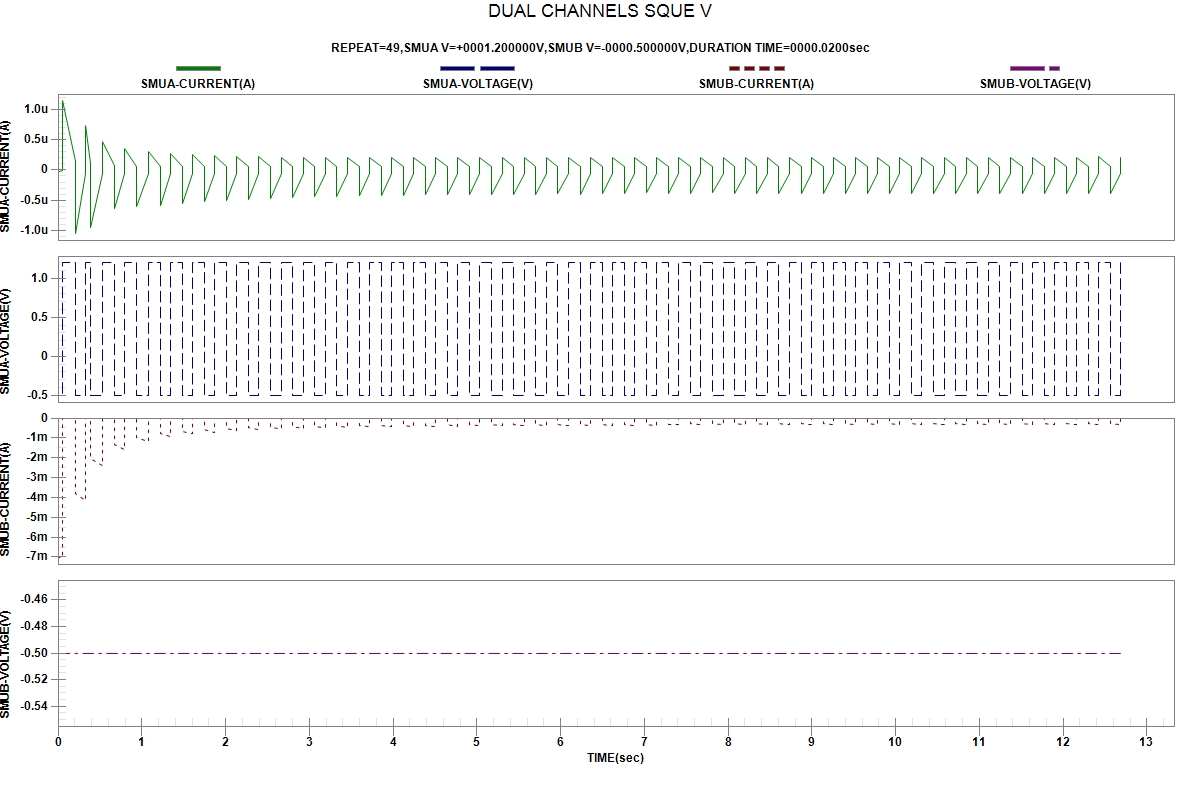 DUAL CHANNELS SQUE V
REPEAT=49,SMUA V=+0001.200000V,SMUB V=-0000.500000V,DURATION TIME=0000.0200sec
SMUA-CURRENT(A) SMUA-VOLTAGE(V) SMUB-CURRENT(A) SMUB-VOLTAGE(V)
SMUA-CURRENT(A)
1.0u
0.5u
0
-0.5u
-1.0u
SMUA-VOLTAGE(V)
1.0
0.5
0
-0.5
SMUB-CURRENT(A)
0
-1m
-2m
-3m
-4m
-5m
-6m
-7m
SMUB-VOLTAGE(V)
-0.46
-0.48
-0.50
-0.52
-0.54
0 1 2 3 4 5 6 7 8 9 10 11 12 13
TIME(sec)